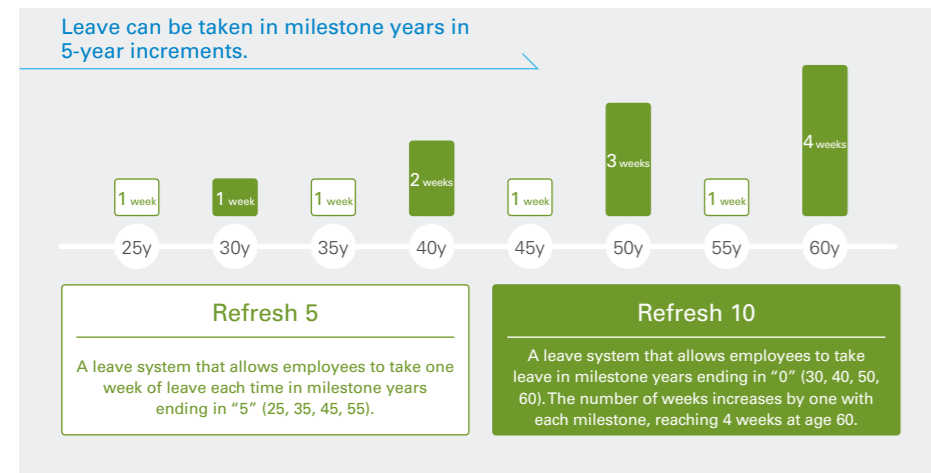 Leave can be taken in milestone years in
5-year increments.
1 week
1 week
1 week
2 weeks
1 week
3 weeks
1 week
4 weeks
25y
30y
35y
40y
45y
50y
55y
60y
Refresh 5
A leave system that allows employees to take one
week of leave each time in milestone years
ending in “5” (25, 35, 45, 55).
Refresh 10
A leave system that allows employees to take
leave in milestone years ending in “0” (30, 40, 50,
60). The number of weeks increases by one with
each milestone, reaching 4 weeks at age 60.